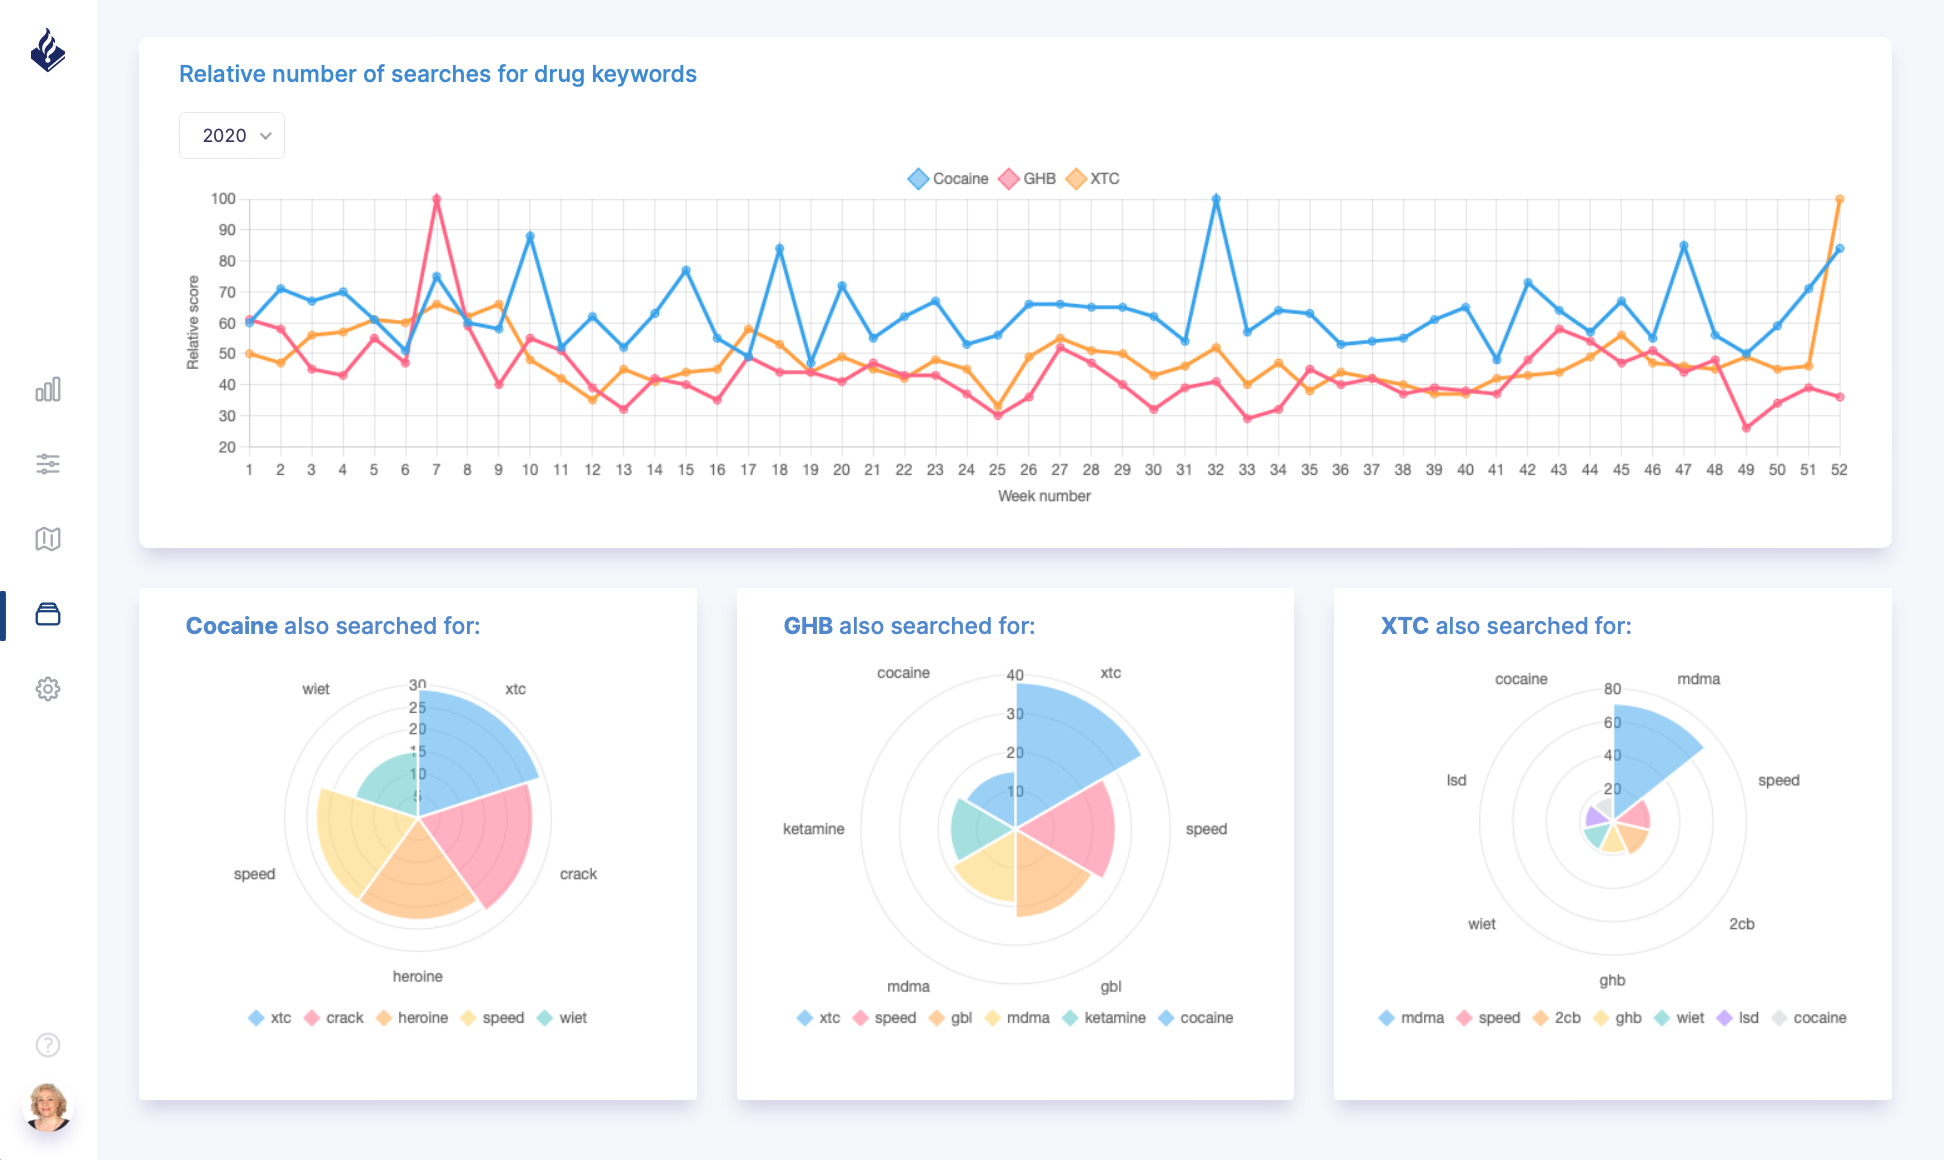 Relative number of searches for drug keywords
2020
Cocaine GHB XTC
100
90
80
70
60
50
40
30
20
Relative score
1 2 3 4 5 6 7 8 9 10 11 12 13 14 15 16 17 18 19 20 21 22 23 24 25 26 27 28 29 30 31 32 33 34 35 36 37 38 39 40 41 42 43 44 45 46 47 48 49 50 51 52
Week number
Cocaine also searched for:
wiet
xtc
speed
crack
heroine
30
25
20
15
10
5
xtc crack heroine speed wiet
GHB also searched for:
cocaine
xtc
ketamine
speed
mdma
gbl
40
30
20
10
xtc speed gbl mdma ketamine cocaine
XTC also searched for:
cocaine
mdma
lsd
speed
wiet
2cb
ghb
80
60
40
20
mdma speed 2cb ghb wiet lsd cocaine
?